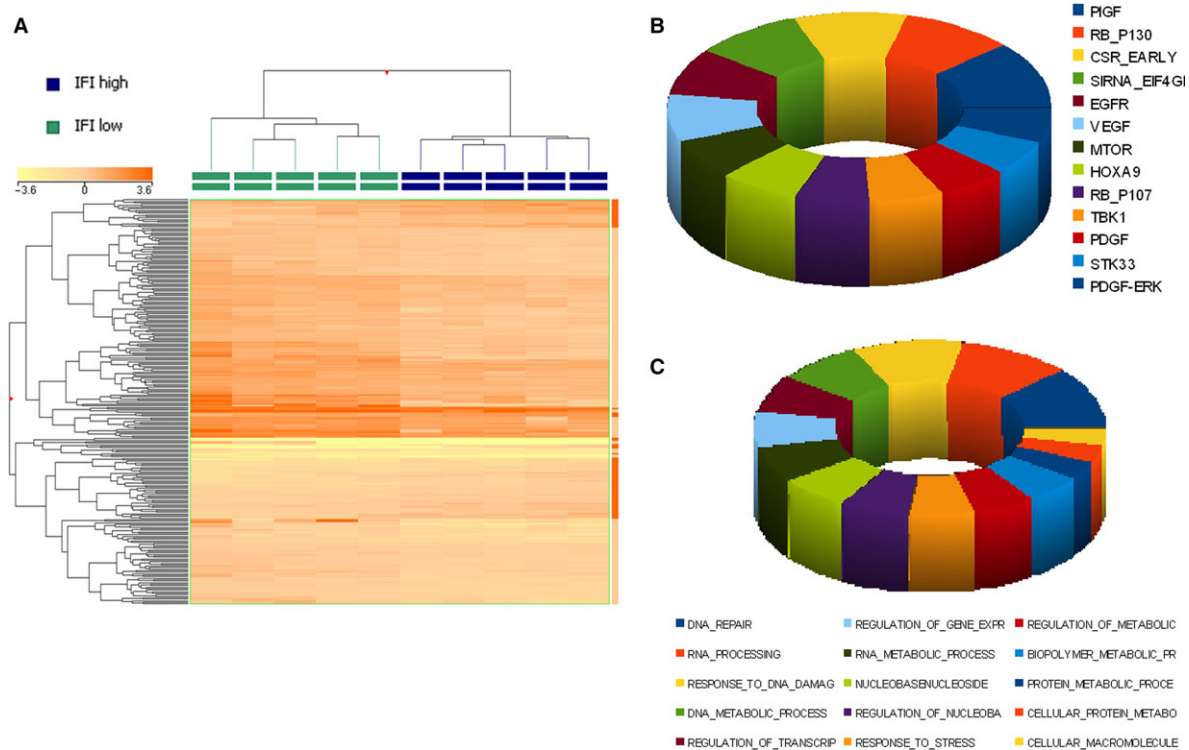 A
IFI high
IFI low
−3.6 0 3.6
B
PIGF
RB_P130
CSR_EARLY
SIRNA_EIF4GI
EGFR
VEGF
MTOR
HOXA9
RB_P107
TBK1
PDGF
STK33
PDGF-ERK
C
DNA_REPAIR
RNA_PROCESSING
RESPONSE_TO_DNA_DAMAG
DNA_METABOLIC_PROCESS
REGULATION_OF_TRANSCRIP
REGULATION_OF_GENE_EXPR
RNA_METABOLIC_PROCESS
NUCLEOBASENUCLEOSIDE
REGULATION_OF_NUCLEOBA
RESPONSE_TO_STRESS
REGULATION_OF_METABOLIC
BIOPOLYMER_METABOLIC_PR
PROTEIN_METABOLIC_PROCE
CELLULAR_PROTEIN_METABO
CELLULAR_MACROMOLECULE